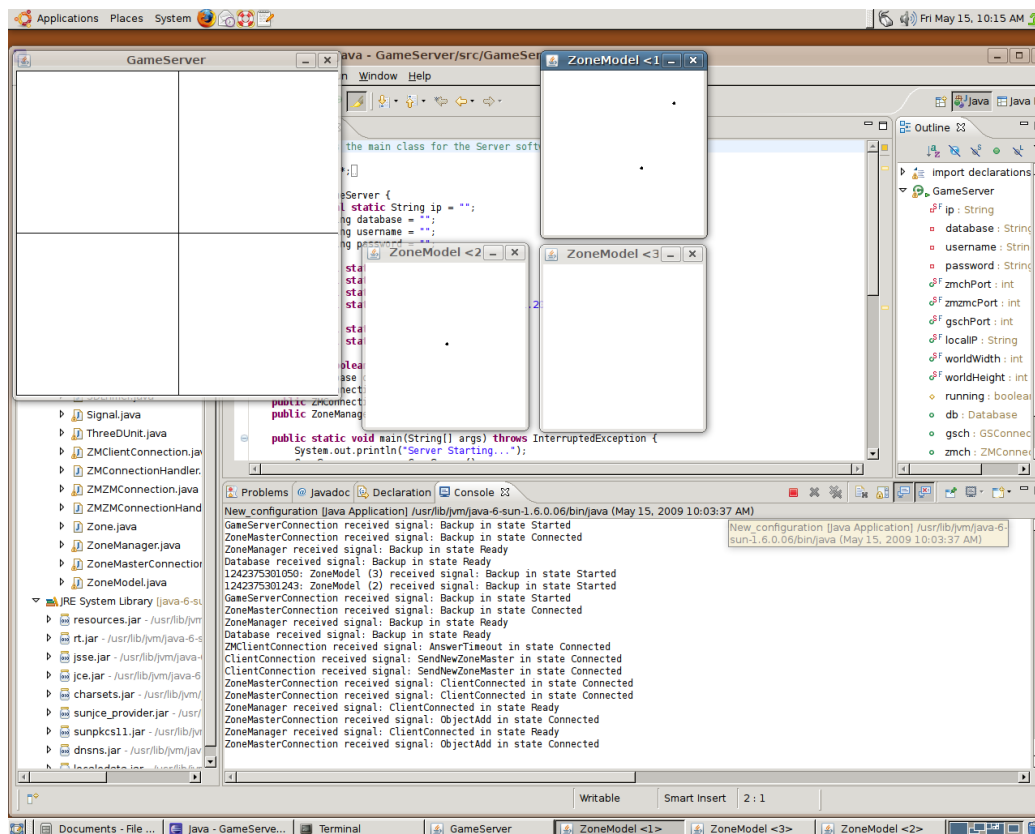 Applications Places System
Fri May 15, 10:15 AM
GameServer
ava - GameServer/src/GameSer
ZoneModel <1
n Window Help
Java
Java
the main class for the Server soft
*;
eServer {
l static String ip = "";
ng database = "";
ng username = "";
ng password = "";
ZoneModel <2
ZoneModel <3
stat
stat
stat
stat
stat
stat
public ZMConnecti
public ZoneManag
public static void main(String[] args) throws InterruptedException {
System.out.println("Server Starting...");
Outline
import declarations
GameServer
ip : String
database : String
username : Strin
password : String
zmchPort : int
zmzmcPort : int
gschPort : int
localIP : String
worldWidth : int
worldHeight : int
running : boolea
db : Database
gsch : GSConnec
zmch : ZMConnec
Signal.java
ThreeDUnit.java
ZMClientConnection.jav
ZMConnectionHandler.
ZMZMConnection.java
ZMZMConnectionHand
Zone.java
ZoneManager.java
ZoneMasterConnection
ZoneModel.java
JRE System Library [java-6-su
resources.jar - /usr/lib/jvm
rt.jar - /usr/lib/jvm/java-6-s
jsse.jar - /usr/lib/jvm/java-
jce.jar - /usr/lib/jvm/java-6
charsets.jar - /usr/lib/jvm/
sunjce_provider.jar - /usr/
sunpkcs11.jar - /usr/lib/jvr
dnsns.jar - /usr/lib/jvm/jav
Problems Javadoc Declaration Console
New_configuration [Java Application] /usr/lib/jvm/java-6-sun-1.6.0.06/bin/java (May 15, 2009 10:03:37 AM)
New_configuration [Java Application] /usr/lib/jvm/java-6-
sun-1.6.0.06/bin/java (May 15, 2009 10:03:37 AM)
GameServerConnection received signal: Backup in state Started
ZoneMasterConnection received signal: Backup in state Connected
ZoneManager received signal: Backup in state Ready
Database received signal: Backup in state Ready
1242375301050: ZoneModel (3) received signal: Backup in state Started
1242375301243: ZoneModel (2) received signal: Backup in state Started
GameServerConnection received signal: Backup in state Started
ZoneMasterConnection received signal: Backup in state Connected
ZoneManager received signal: Backup in state Ready
Database received signal: Backup in state Ready
ZMClientConnection received signal: AnswerTimeout in state Connected
ClientConnection received signal: SendNewZoneMaster in state Connected
ClientConnection received signal: SendNewZoneMaster in state Connected
ZoneMasterConnection received signal: ClientConnected in state Connected
ZoneMasterConnection received signal: ClientConnected in state Connected
ZoneManager received signal: ClientConnected in state Ready
ZoneMasterConnection received signal: ObjectAdd in state Connected
ZoneManager received signal: ClientConnected in state Ready
ZoneMasterConnection received signal: ObjectAdd in state Connected
Writable Smart Insert 2 : 1
Documents - File ... Java - GameServe... Terminal GameServer ZoneModel <1> ZoneModel <3> ZoneModel <2>